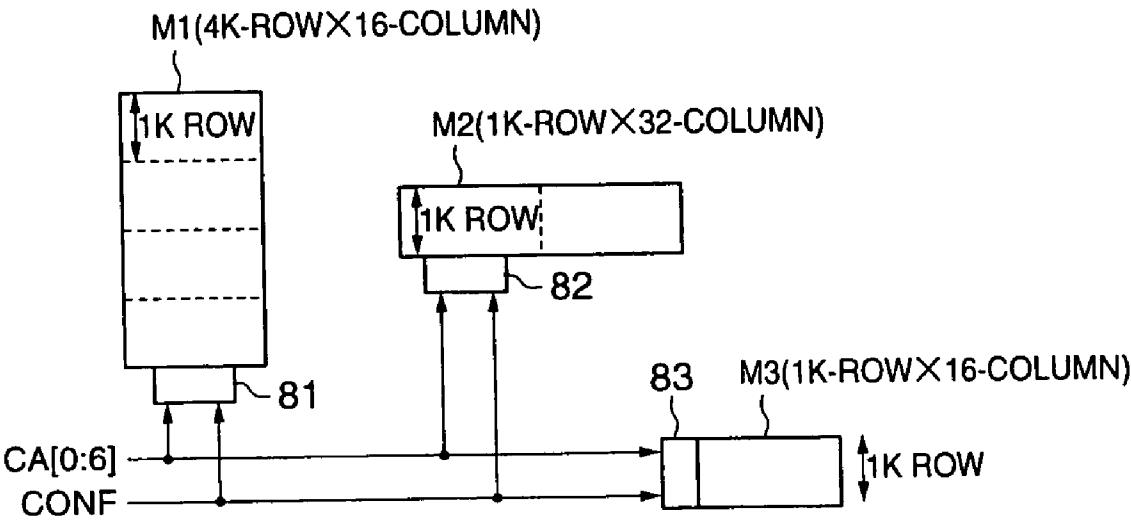 M1(4K-ROW×16-COLUMN)
1K ROW
M2(1K-ROW×32-COLUMN)
1K ROW
82
81
83
M3(1K-ROW×16-COLUMN)
CA[0:6]
1K ROW
CONF